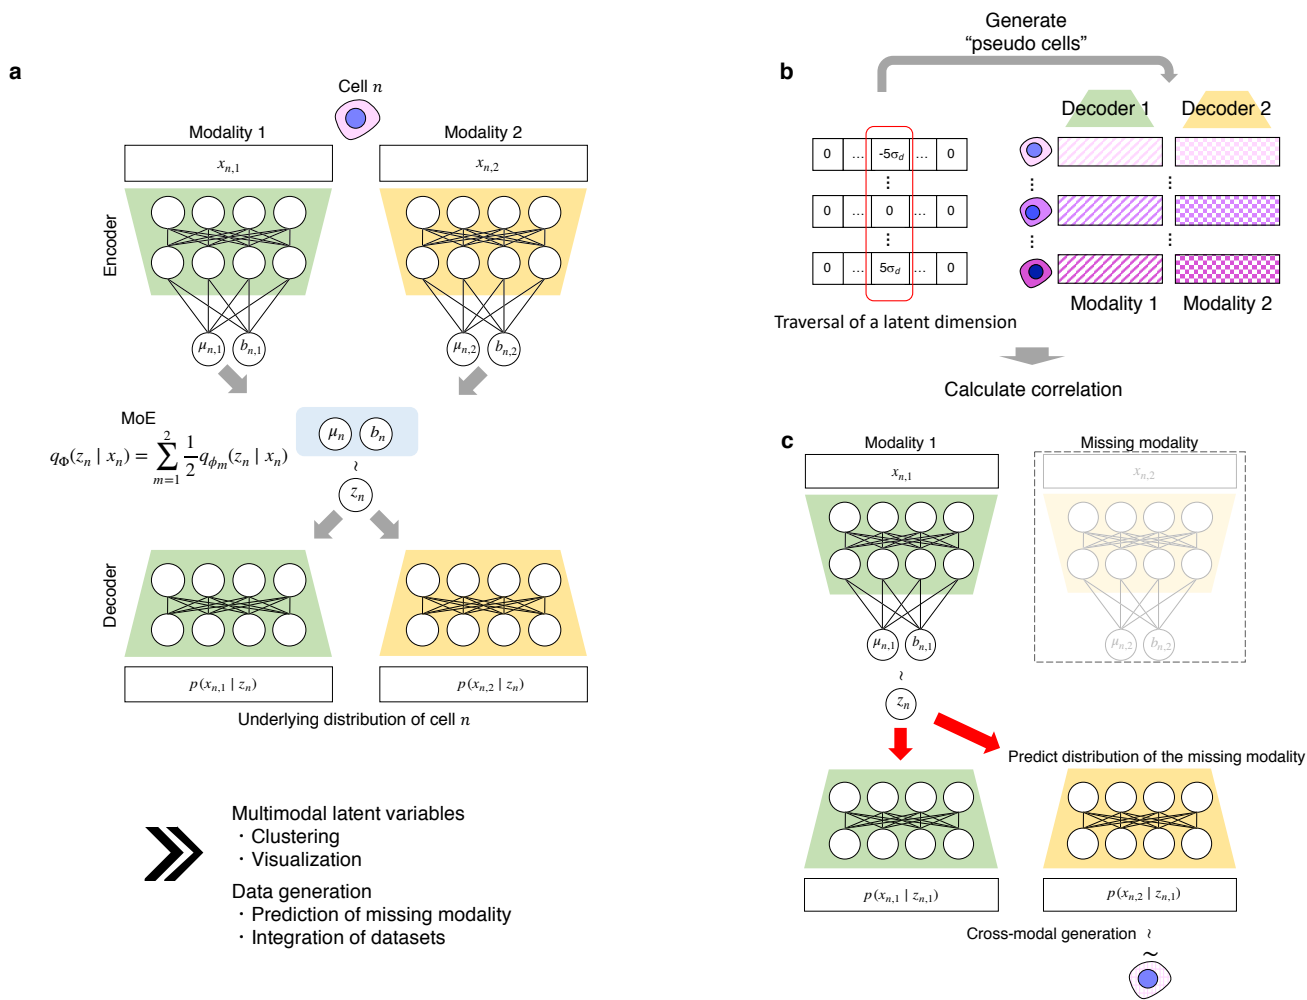 a
Cell n
Modality 1
Modality 2
x_{n,1}
x_{n,2}
Encoder
μ_{n,1}
b_{n,1}
μ_{n,2}
b_{n,2}
MoE
q_Φ(z_n | x_n) = \sum_{m=1}^{2} \frac{1}{2} q_{ϕ_m}(z_n | x_n)
μ_n
b_n
~
z_n
Decoder
p(x_{n,1} | z_n)
p(x_{n,2} | z_n)
Underlying distribution of cell n
Multimodal latent variables
・Clustering
・Visualization
Data generation
・Prediction of missing modality
・Integration of datasets
b
Generate
“pseudo cells”
Decoder 1
Decoder 2
0 … -5σ_d … 0
⋮
0 … 0 … 0
⋮
0 … 5σ_d … 0
⋮
⋮
⋮
⋮
Modality 1
Modality 2
Traversal of a latent dimension
Calculate correlation
c
Modality 1
Missing modality
x_{n,1}
x_{n,2}
μ_{n,1}
b_{n,1}
μ_{n,2}
b_{n,2}
~
z_n
Predict distribution of the missing modality
p(x_{n,1} | z_{n,1})
p(x_{n,2} | z_{n,1})
Cross-modal generation ~
~